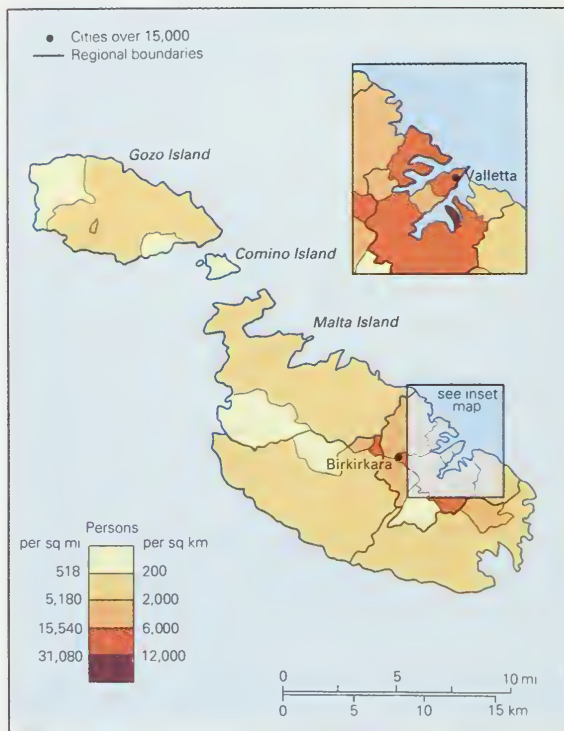 Cities over 15,000
Regional boundaries
Valletta
Gozo Island
Comino Island
Malta Island
see inset
map
Birkirkara
Persons
per sq mi
per sq km
518
200
5,180
2,000
15,540
6,000
31,080
12,000
0 5 10 mi
0 5 10 15 km